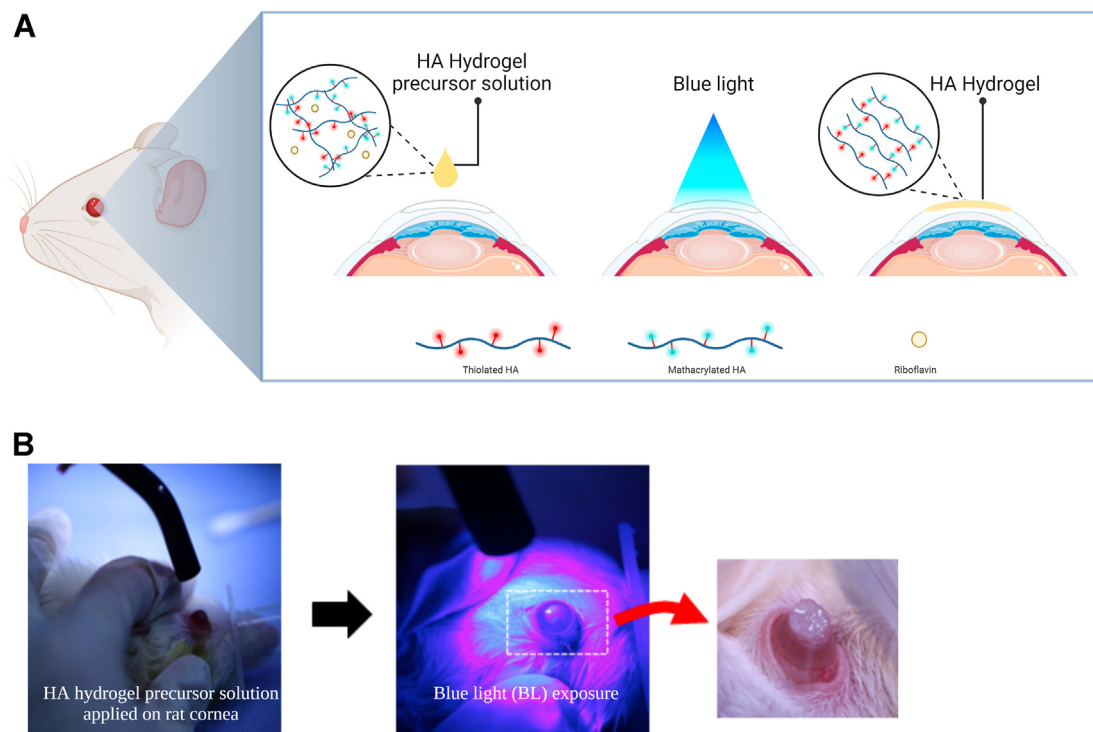 A
HA Hydrogel
precursor solution
Blue light
HA Hydrogel
Thiolated HA
Mathacrylated HA
Riboflavin
B
HA hydrogel precursor solution
applied on rat cornea
Blue light (BL) exposure